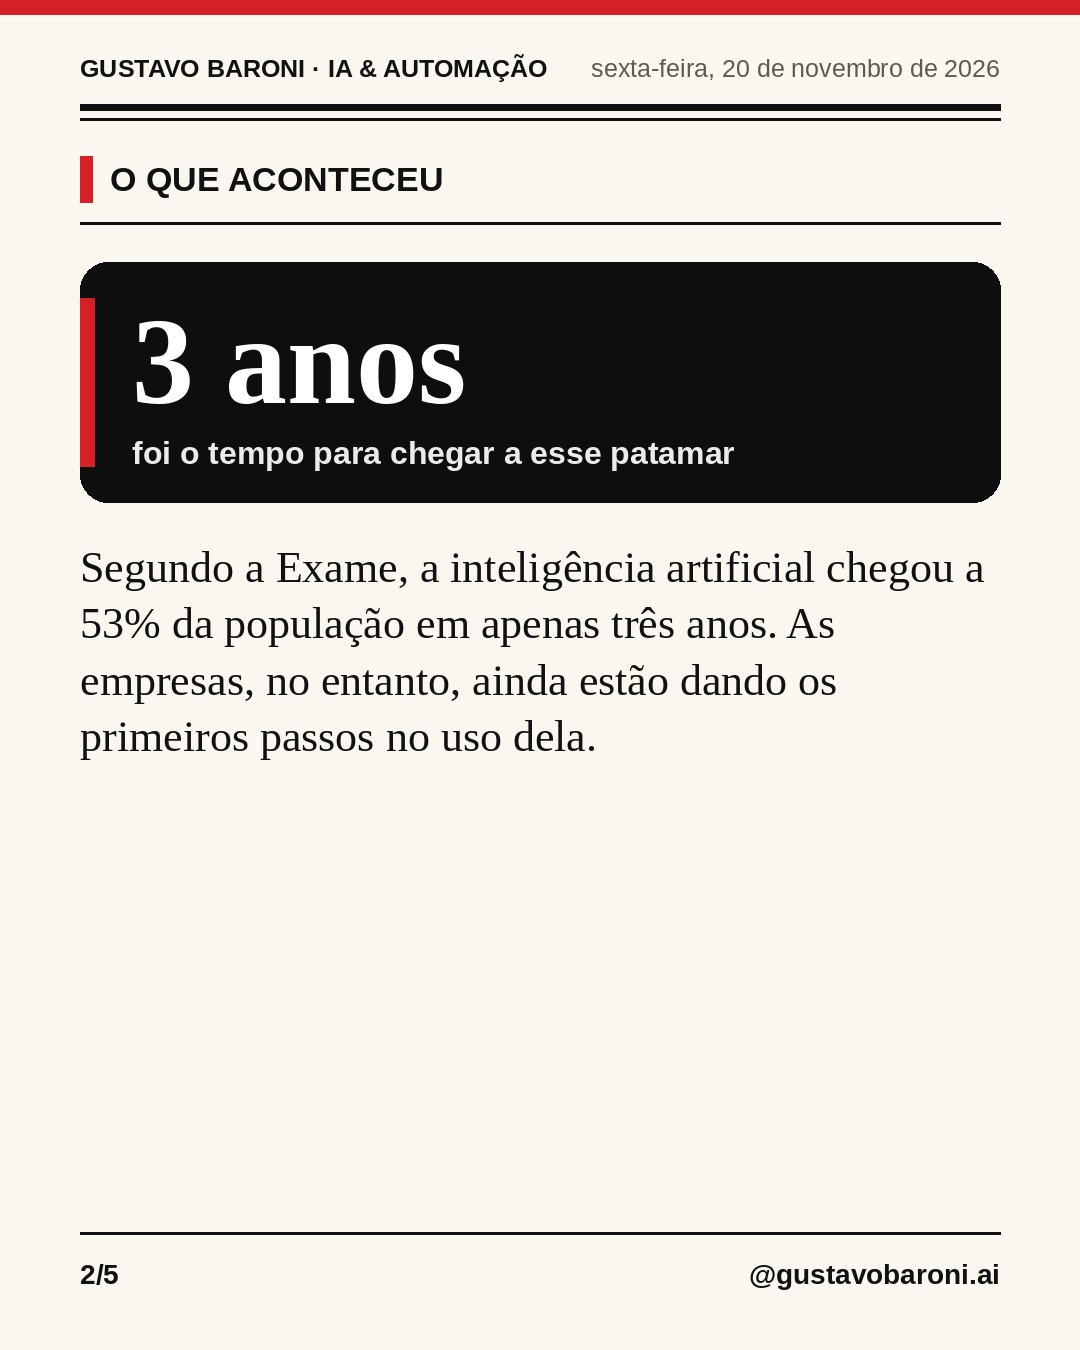 GUSTAVO BARONI · IA & AUTOMAÇÃO
sexta-feira, 20 de novembro de 2026
O QUE ACONTECEU
3 anos
foi o tempo para chegar a esse patamar
Segundo a Exame, a inteligência artificial chegou a
53% da população em apenas três anos. As
empresas, no entanto, ainda estão dando os
primeiros passos no uso dela.
2/5
@gustavobaroni.ai